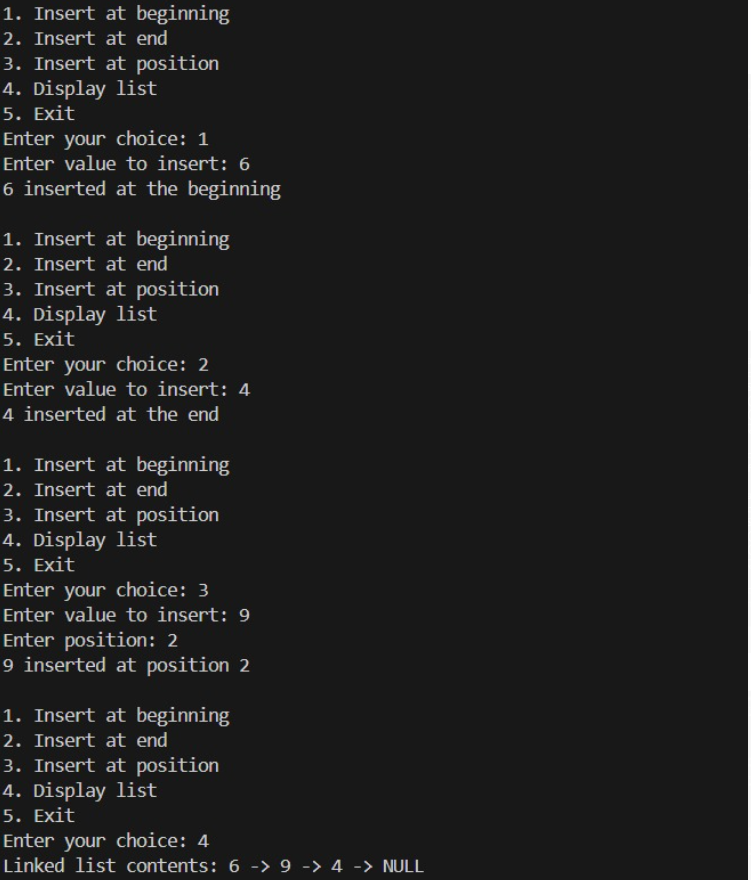 1. Insert at beginning
2. Insert at end
3. Insert at position
4. Display list
5. Exit
Enter your choice: 1
Enter value to insert: 6
6 inserted at the beginning
1. Insert at beginning
2. Insert at end
3. Insert at position
4. Display list
5. Exit
Enter your choice: 2
Enter value to insert: 4
4 inserted at the end
1. Insert at beginning
2. Insert at end
3. Insert at position
4. Display list
5. Exit
Enter your choice: 3
Enter value to insert: 9
Enter position: 2
9 inserted at position 2
1. Insert at beginning
2. Insert at end
3. Insert at position
4. Display list
5. Exit
Enter your choice: 4
Linked list contents: 6 -> 9 -> 4 -> NULL